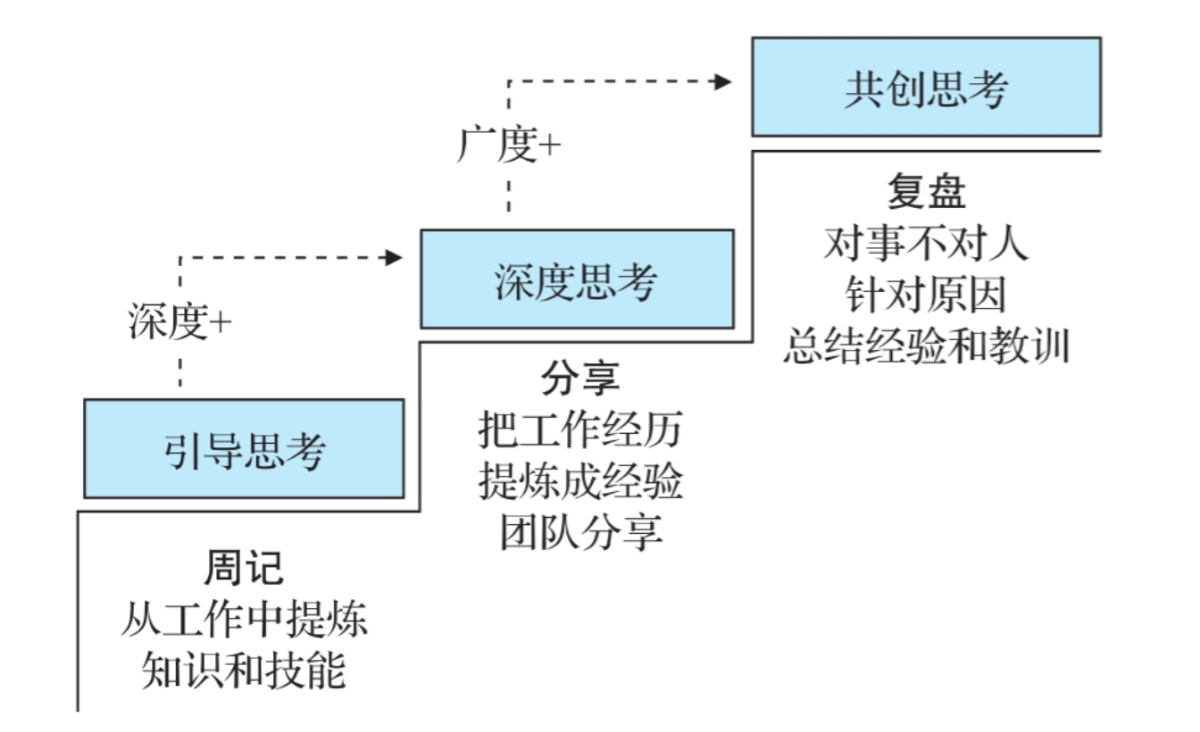 共创思考
广度+
复盘
对事不对人
针对原因
总结经验和教训
深度思考
深度+
分享
把工作经历
提炼成经验
团队分享
引导思考
周记
从工作中提炼
知识和技能